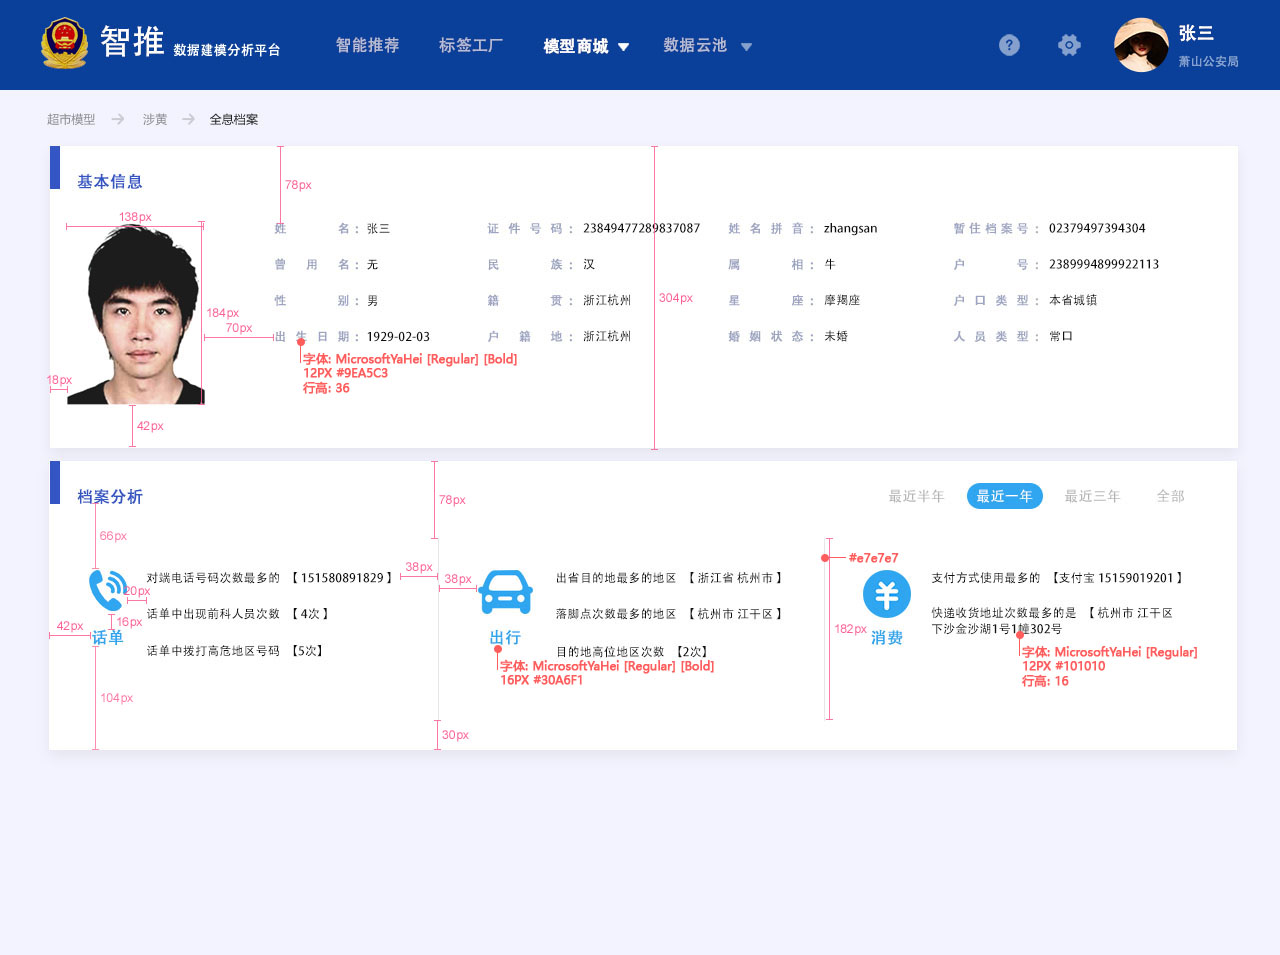 智推 数据建模分析平台 智能推荐 标签工厂 模型商城 数据云池 ? 张三
萧山公安局
超市模型 涉黄 全息档案
基本信息
78px
138px
姓名： 张三 证件号码： 23849477289837087 姓名拼音： zhangsan 暂住档案号： 02379497394304
曾用名： 无 民族： 汉 属相： 牛 户号： 2389994899922113
性别： 男 籍贯： 浙江杭州 星座： 摩羯座 户口类型： 本省城镇
304px
184px
70px
出生日期： 1929-02-03 户籍地： 浙江杭州 婚姻状态： 未婚 人员类型： 常口
字体: MicrosoftYaHei [Regular] [Bold]
12PX #9EA5C3
行高: 36
18px
42px
档案分析
78px
最近半年 最近一年 最近三年 全部
66px
#e7e7e7
38px
38px
20px
16px
42px
182px
104px
30px
话单
对端电话号码次数最多的 【 151580891829 】
话单中出现前科人员次数 【 4次 】
话单中拨打高危地区号码 【5次】
出行
出省目的地最多的地区 【 浙江省 杭州市 】
落脚点次数最多的地区 【 杭州市 江干区 】
目的地高位地区次数 【2次】
字体: MicrosoftYaHei [Regular] [Bold]
16PX #30A6F1
消费
支付方式使用最多的 【支付宝 15159019201 】
快递收货地址次数最多的是 【 杭州市 江干区
下沙金沙湖1号1幢302号
字体: MicrosoftYaHei [Regular]
12PX #101010
行高: 16